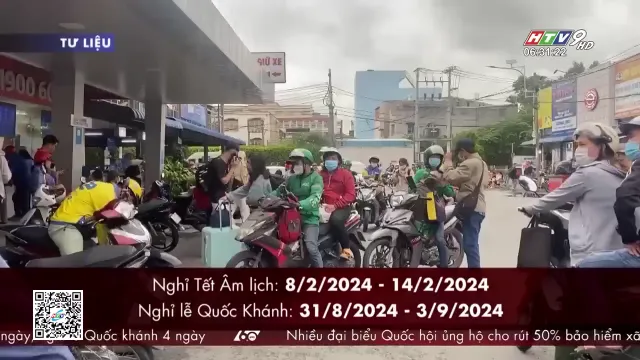 TƯ LIỆU
HTV9 HD
06:31:22
GIỮ XE
1900 60
Nghỉ Tết Âm lịch: 8/2/2024 - 14/2/2024
Nghỉ lễ Quốc Khánh: 31/8/2024 - 3/9/2024
ngày Quốc khánh 4 ngày 60 Nhiều đại biểu Quốc hội ủng hộ cho rút 50% bảo hiểm xã